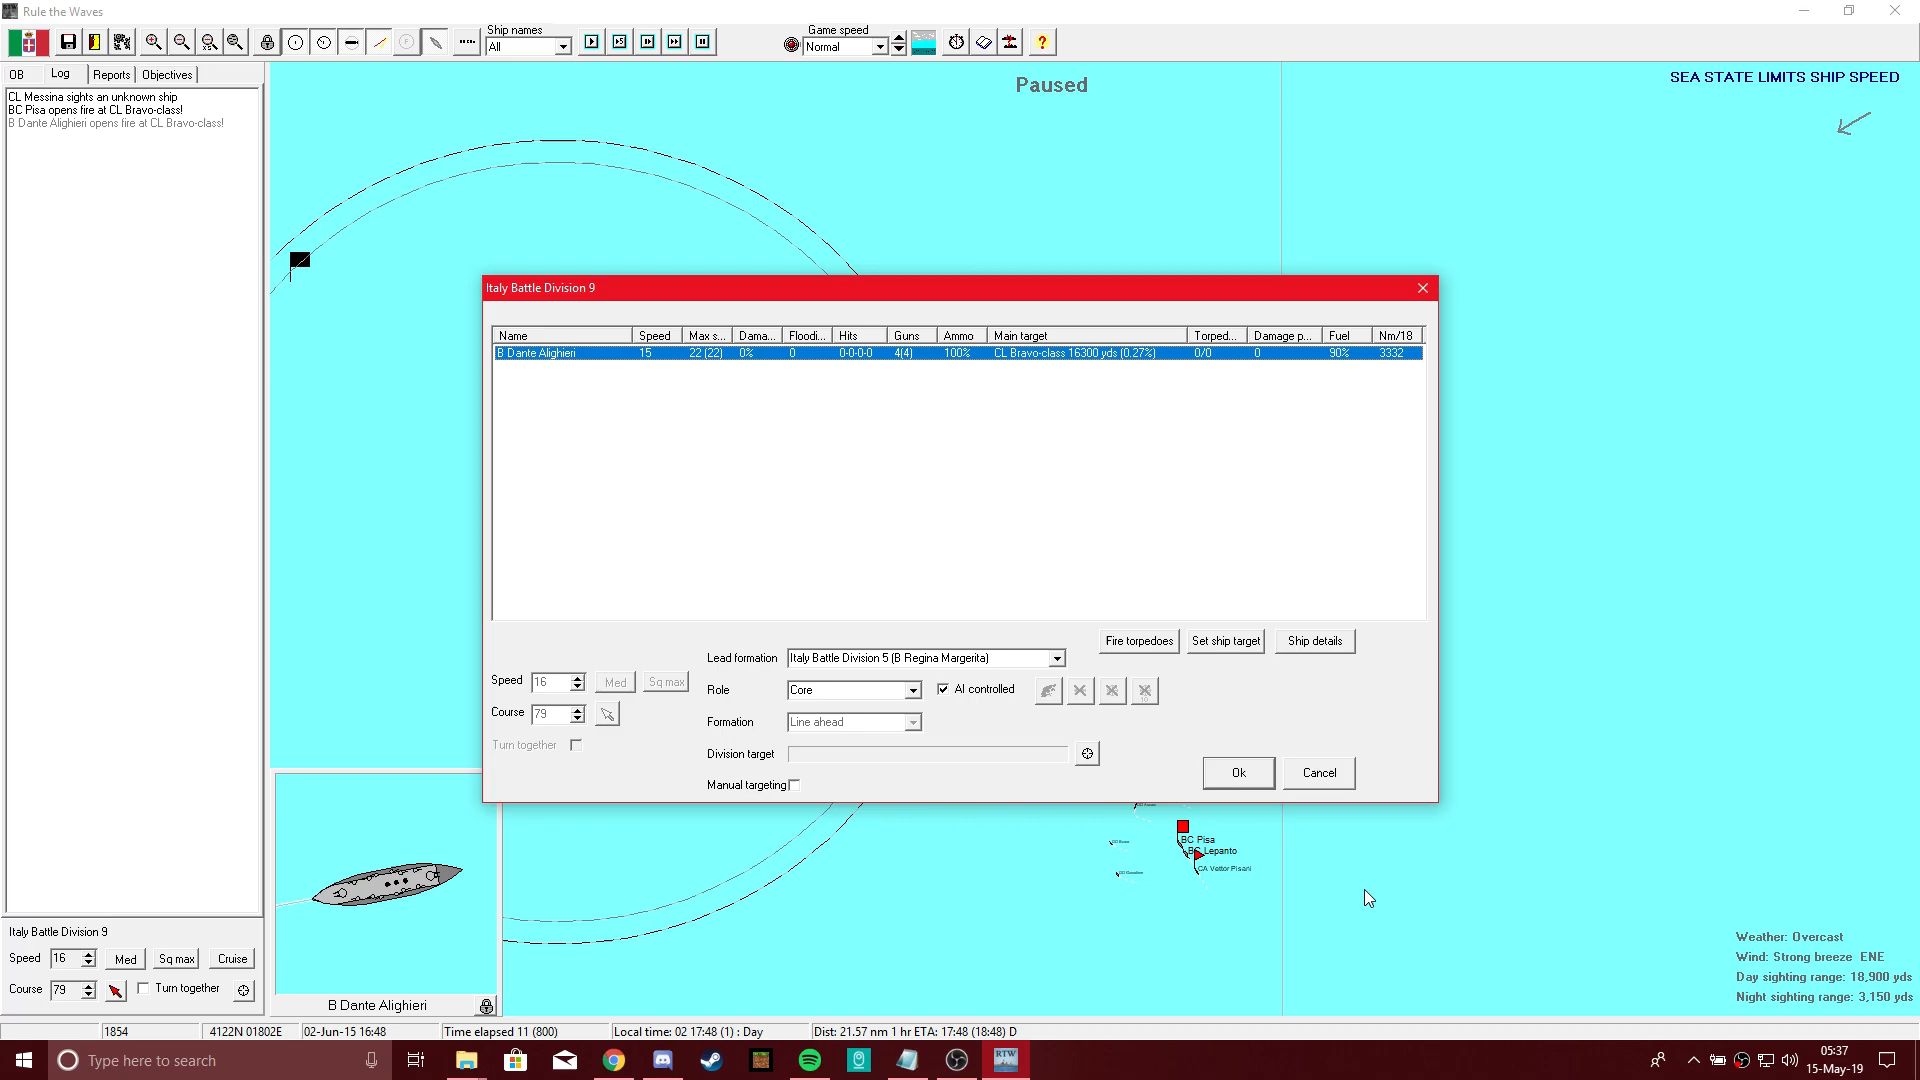 Rule the Waves
Ship names
All
Game speed
Normal
OB
Log
Reports
Objectives
CL Messina sights an unknown ship
BC Pisa opens fire at CL Bravo-class!
B Dante Alighieri opens fire at CL Bravo-class!
Paused
SEA STATE LIMITS SHIP SPEED
Italy Battle Division 9
Name Speed Max s... Dama... Floodi... Hits Guns Ammo Main target Torped... Damage p... Fuel Nm/18
B Dante Alighieri 15 22 (22) 0% 0 0-0-0-0 4(4) 100% CL Bravo-class 16300 yds (0.27%) 0/0 0 90% 3332
Fire torpedoes Set ship target Ship details
Lead formation Italy Battle Division 5 (B Regina Margerita)
Speed 16 Med Sq max
Role Core AI controlled
Course 79
Formation Line ahead
Turn together
Division target
Manual targeting
Ok Cancel
BC Pisa
BC Lepanto
CA Vettor Pisani
Italy Battle Division 9
Speed 16 Med Sq max Cruise
Course 79 Turn together
B Dante Alighieri
Weather: Overcast
Wind: Strong breeze ENE
Day sighting range: 18,900 yds
Night sighting range: 3,150 yds
1854 4122N 01802E 02-Jun-15 16:48 Time elapsed 11 (800) Local time: 02 17:48 (1) : Day Dist: 21.57 nm 1 hr ETA: 17:48 (18:48) D
Type here to search
RTW
05:37
15-May-19